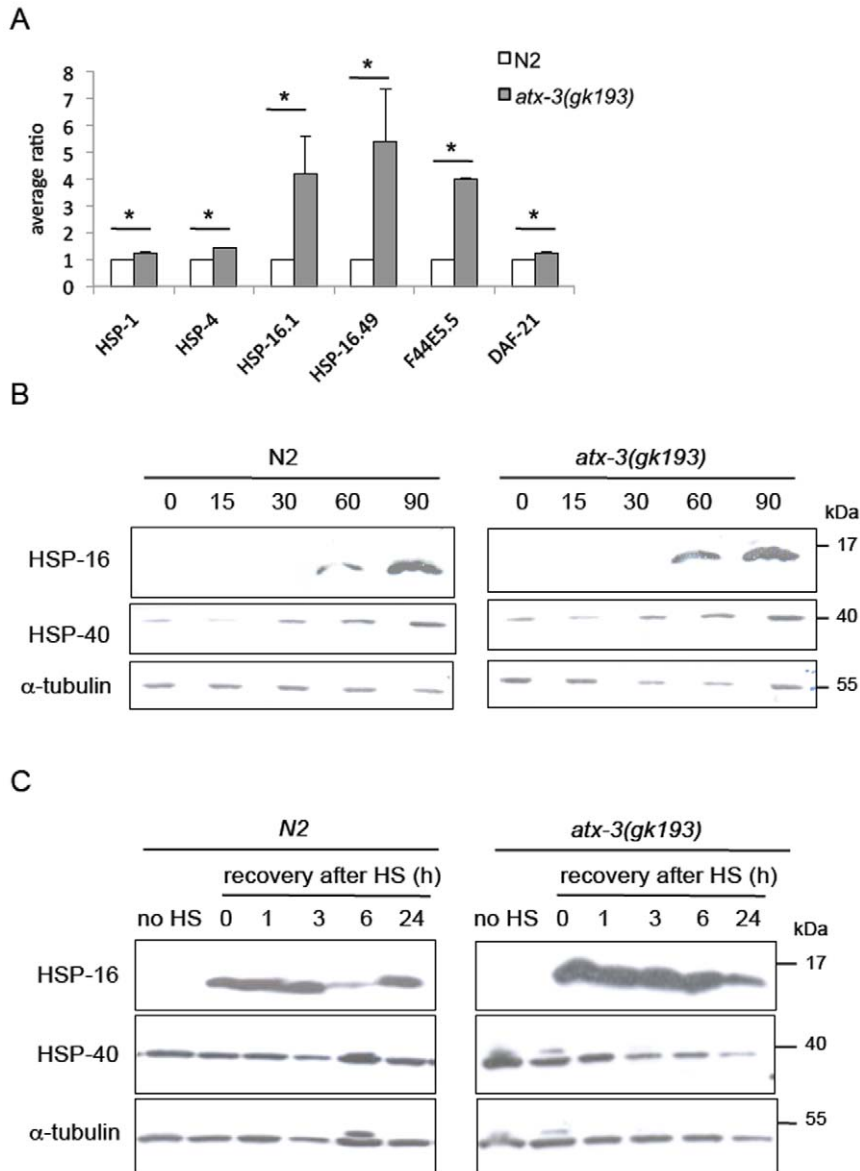 A
N2
atx-3(gk193)
8
7
6
5
4
3
2
1
0
average ratio
* * * * * *
HSP-1 HSP-4 HSP-16.1 HSP-16.49 F44E5.5 DAF-21
B
N2 atx-3(gk193)
0 15 30 60 90 0 15 30 60 90 kDa
HSP-16 17
HSP-40 40
α-tubulin 55
C
N2 atx-3(gk193)
recovery after HS (h) recovery after HS (h)
no HS 0 1 3 6 24 no HS 0 1 3 6 24 kDa
HSP-16 17
HSP-40 40
α-tubulin 55